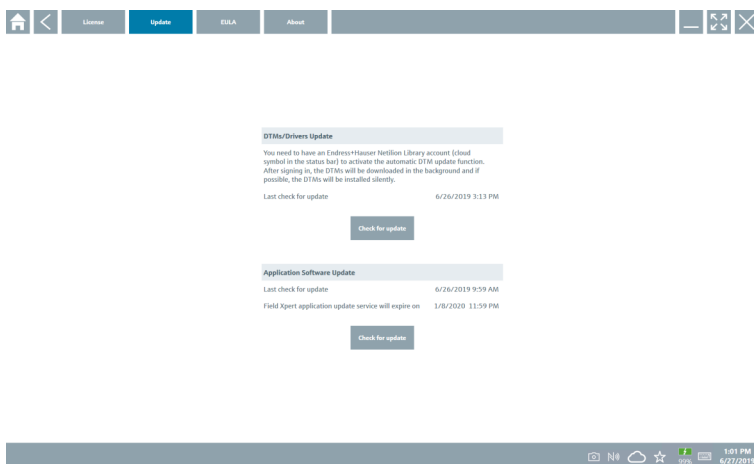 License Update EULA About
DTMs/Drivers Update
You need to have an Endress+Hauser Netilion Library account (cloud
symbol in the status bar) to activate the automatic DTM update function.
After signing in, the DTMs will be downloaded in the background and if
possible, the DTMs will be installed silently.
Last check for update 6/26/2019 3:13 PM
Check for update
Application Software Update
Last check for update 6/26/2019 9:59 AM
Field Xpert application update service will expire on 1/8/2020 11:59 PM
Check for update
99%
1:01 PM
6/27/2019